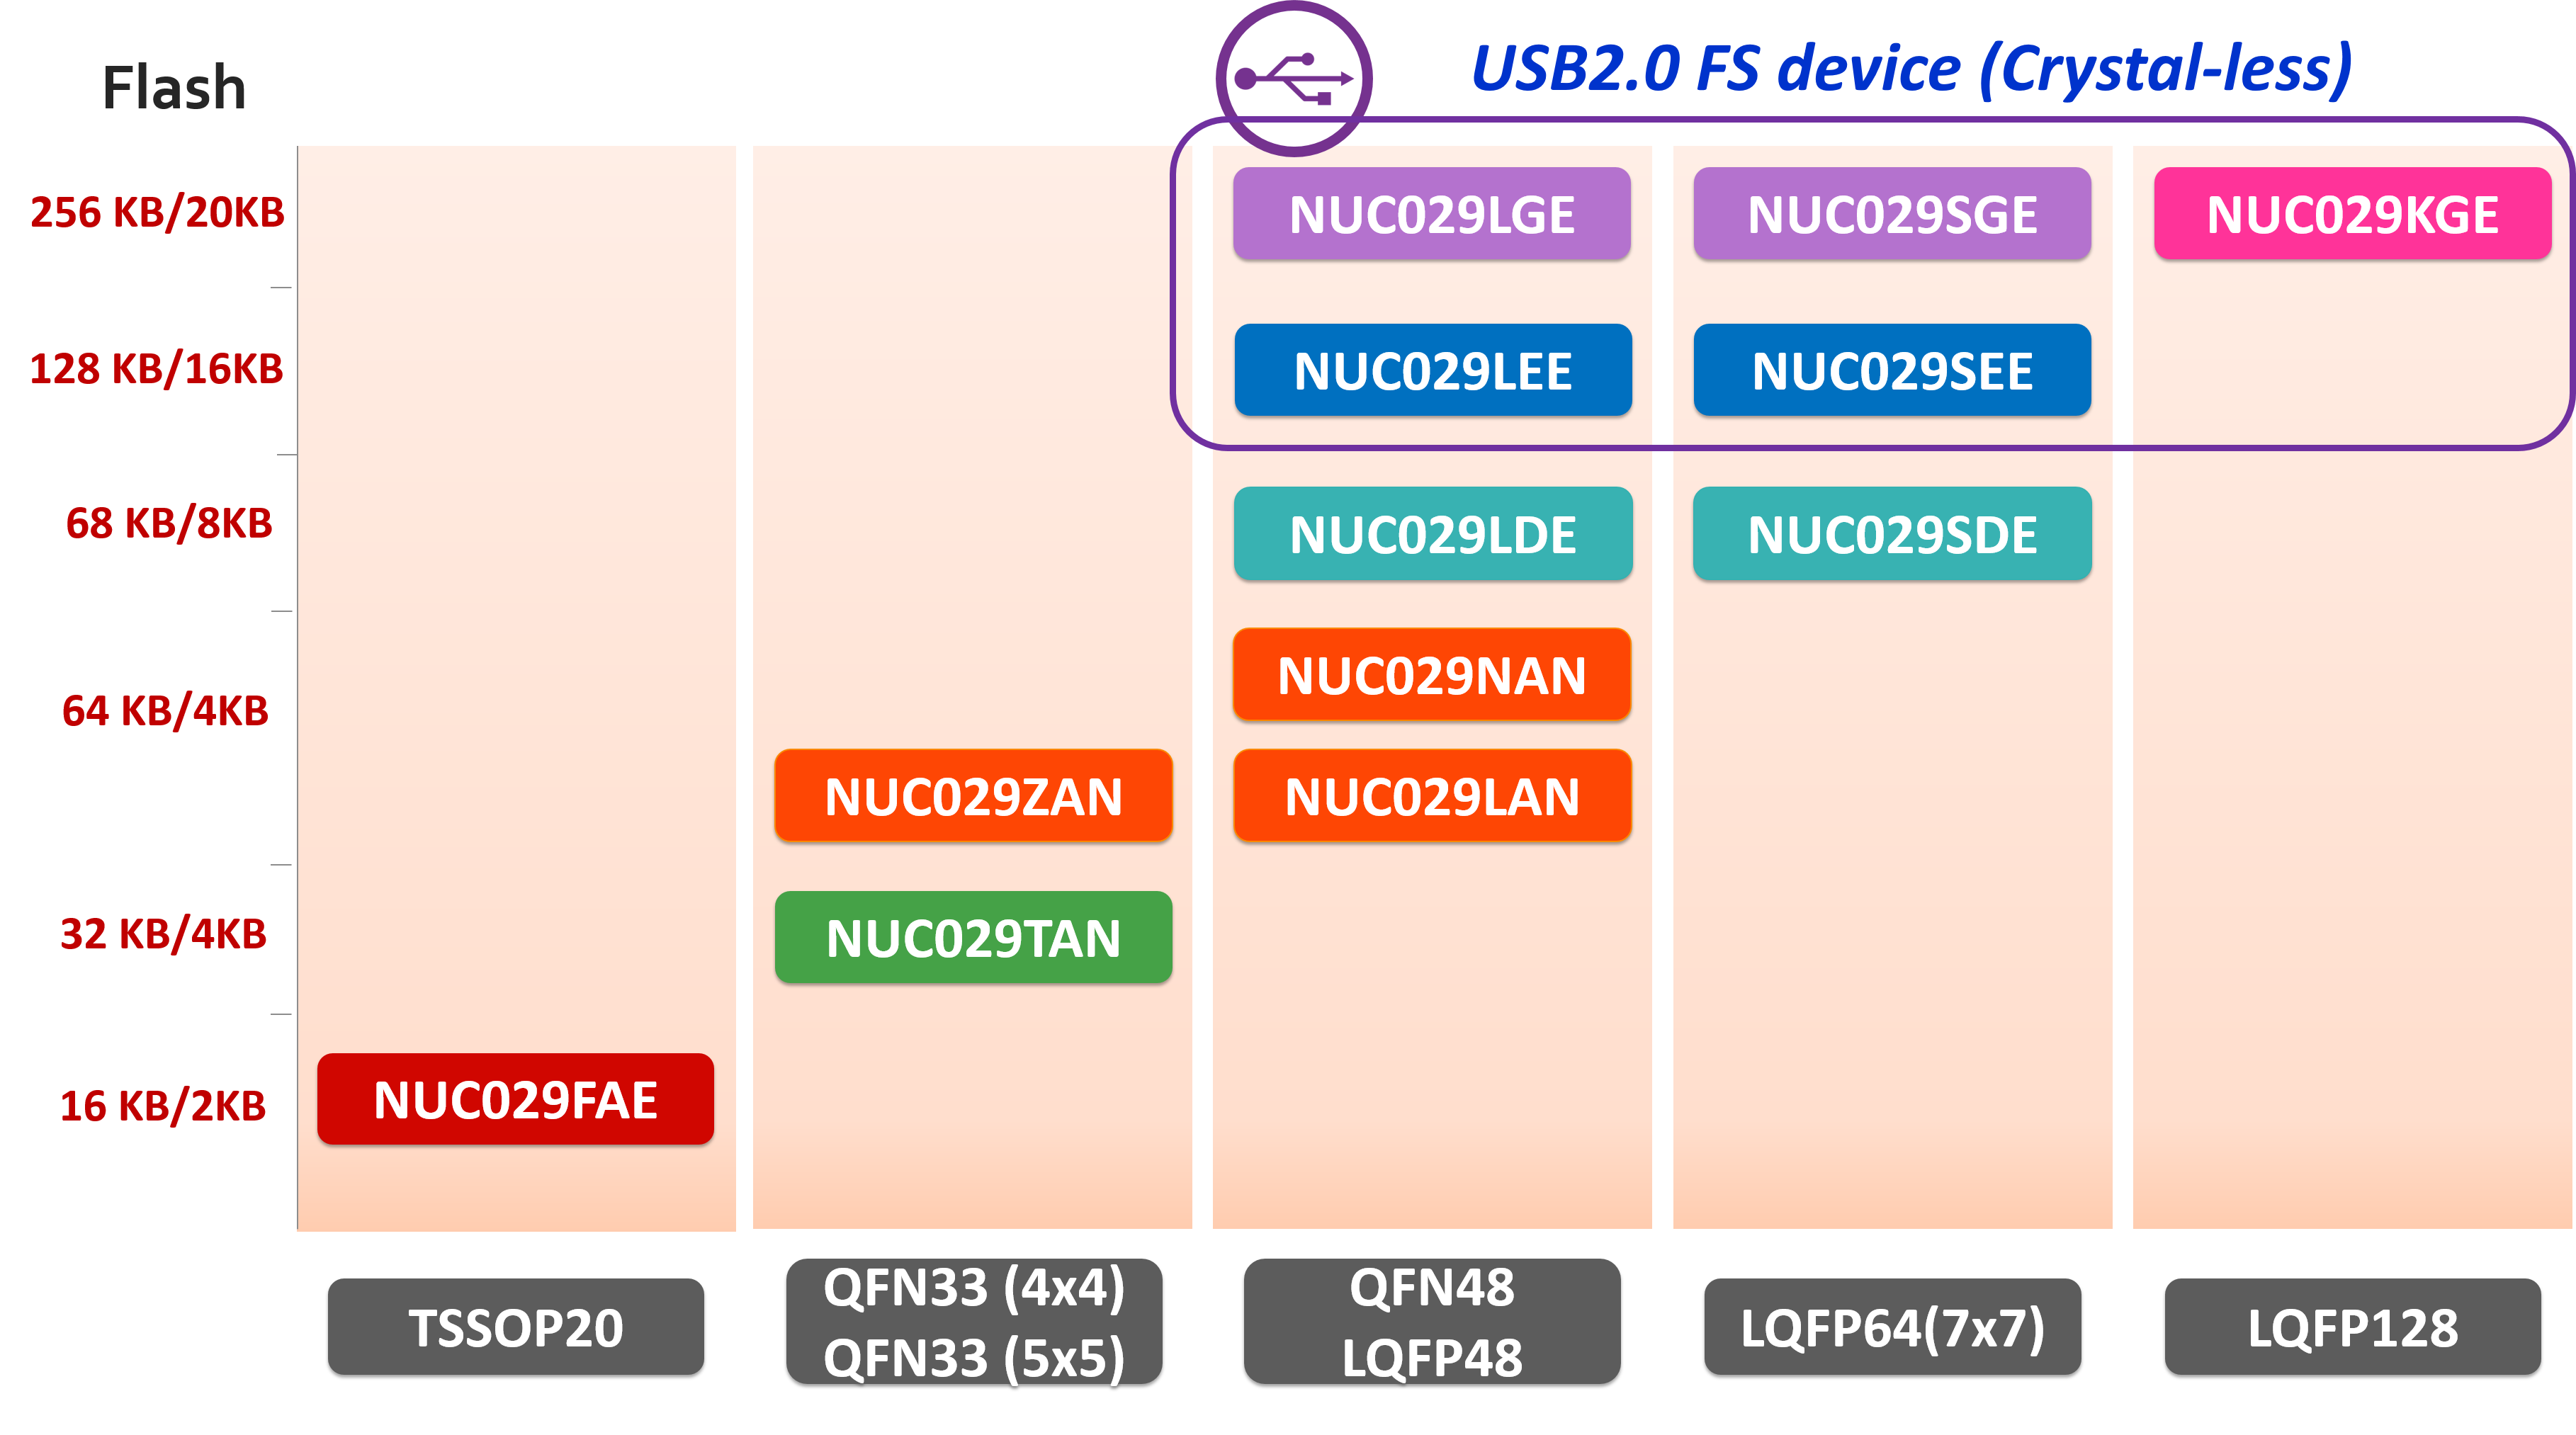 USB2.0 FS device (Crystal-less)
Flash
256 KB/20KB
NUC029LGE
NUC029SGE
NUC029KGE
128 KB/16KB
NUC029LEE
NUC029SEE
68 KB/8KB
NUC029LDE
NUC029SDE
64 KB/4KB
NUC029NAN
NUC029ZAN
NUC029LAN
32 KB/4KB
NUC029TAN
16 KB/2KB
NUC029FAE
TSSOP20
QFN33 (4x4)
QFN33 (5x5)
QFN48
LQFP48
LQFP64(7x7)
LQFP128